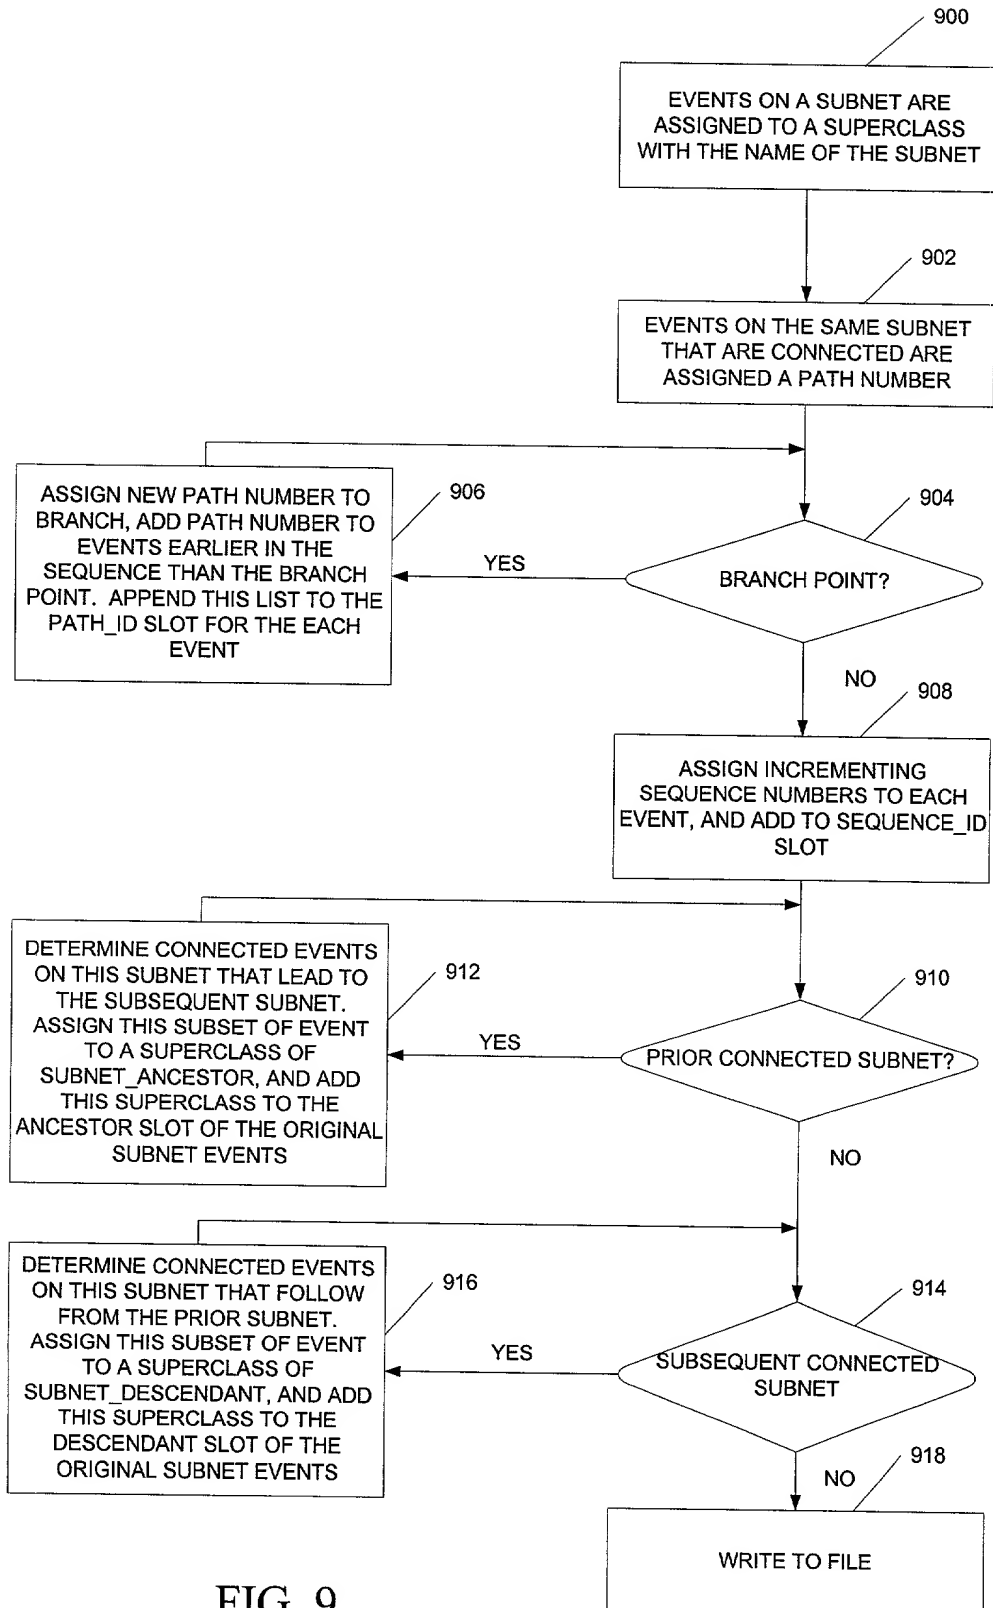 900
EVENTS ON A SUBNET ARE
ASSIGNED TO A SUPERCLASS
WITH THE NAME OF THE SUBNET
902
EVENTS ON THE SAME SUBNET
THAT ARE CONNECTED ARE
ASSIGNED A PATH NUMBER
ASSIGN NEW PATH NUMBER TO
BRANCH, ADD PATH NUMBER TO
EVENTS EARLIER IN THE
SEQUENCE THAN THE BRANCH
POINT. APPEND THIS LIST TO THE
PATH_ID SLOT FOR THE EACH
EVENT
906
YES
904
BRANCH POINT?
NO
908
ASSIGN INCREMENTING
SEQUENCE NUMBERS TO EACH
EVENT, AND ADD TO SEQUENCE_ID
SLOT
DETERMINE CONNECTED EVENTS
ON THIS SUBNET THAT LEAD TO
THE SUBSEQUENT SUBNET.
ASSIGN THIS SUBSET OF EVENT
TO A SUPERCLASS OF
SUBNET_ANCESTOR, AND ADD
THIS SUPERCLASS TO THE
ANCESTOR SLOT OF THE ORIGINAL
SUBNET EVENTS
912
YES
910
PRIOR CONNECTED SUBNET?
NO
DETERMINE CONNECTED EVENTS
ON THIS SUBNET THAT FOLLOW
FROM THE PRIOR SUBNET.
ASSIGN THIS SUBSET OF EVENT
TO A SUPERCLASS OF
SUBNET_DESCENDANT, AND ADD
THIS SUPERCLASS TO THE
DESCENDANT SLOT OF THE
ORIGINAL SUBNET EVENTS
916
YES
914
SUBSEQUENT CONNECTED
SUBNET
NO
918
WRITE TO FILE
FIG. 9